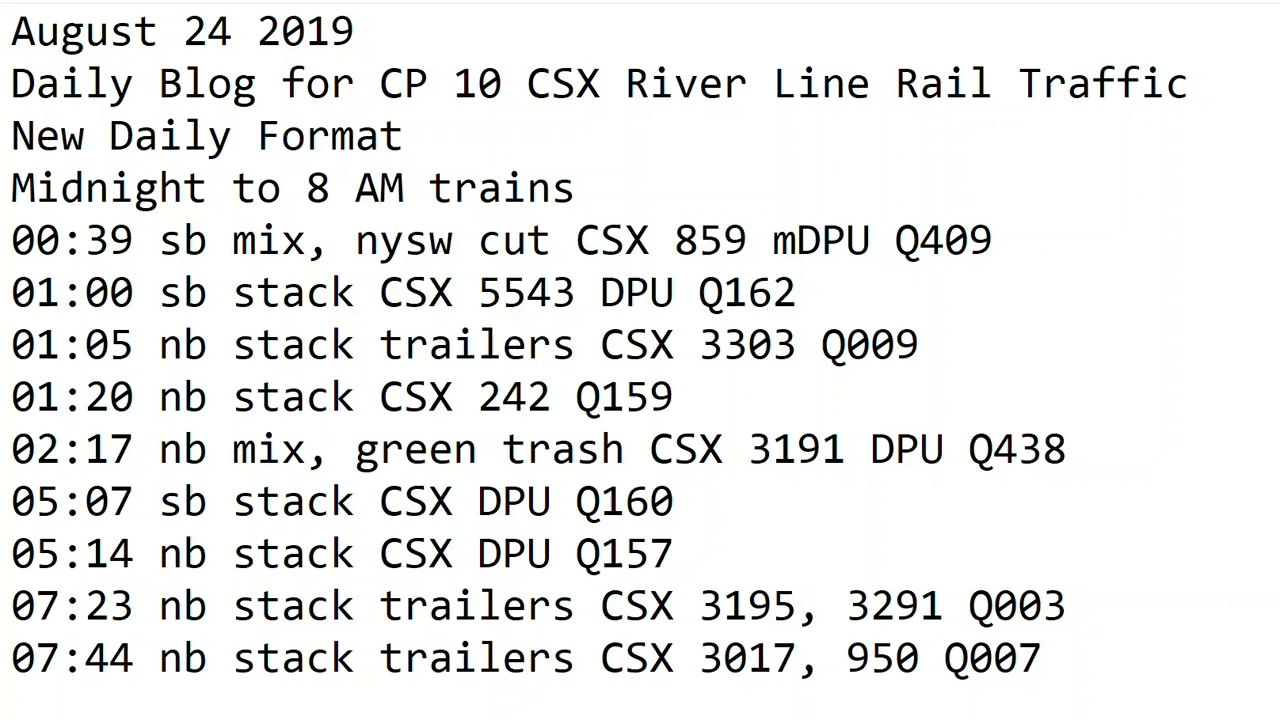 August 24 2019
Daily Blog for CP 10 CSX River Line Rail Traffic
New Daily Format
Midnight to 8 AM trains
00:39 sb mix, nysw cut CSX 859 mDPU Q409
01:00 sb stack CSX 5543 DPU Q162
01:05 nb stack trailers CSX 3303 Q009
01:20 nb stack CSX 242 Q159
02:17 nb mix, green trash CSX 3191 DPU Q438
05:07 sb stack CSX DPU Q160
05:14 nb stack CSX DPU Q157
07:23 nb stack trailers CSX 3195, 3291 Q003
07:44 nb stack trailers CSX 3017, 950 Q007